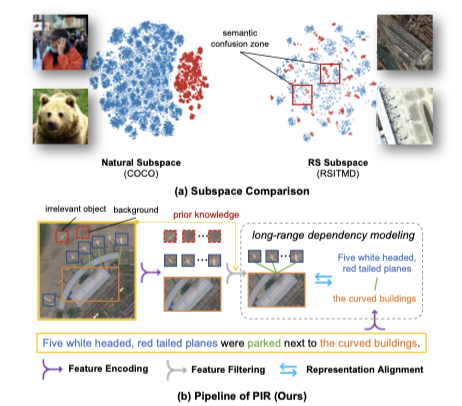 semantic
confusion zone
Natural Subspace
(COCO)
RS Subspace
(RSITMD)
(a) Subspace Comparison
irrelevant object
background
prior knowledge
long-range dependency modeling
Five white headed,
red tailed planes
the curved buildings
Five white headed, red tailed planes were parked next to the curved buildings.
Feature Encoding
Feature Filtering
Representation Alignment
(b) Pipeline of PIR (Ours)